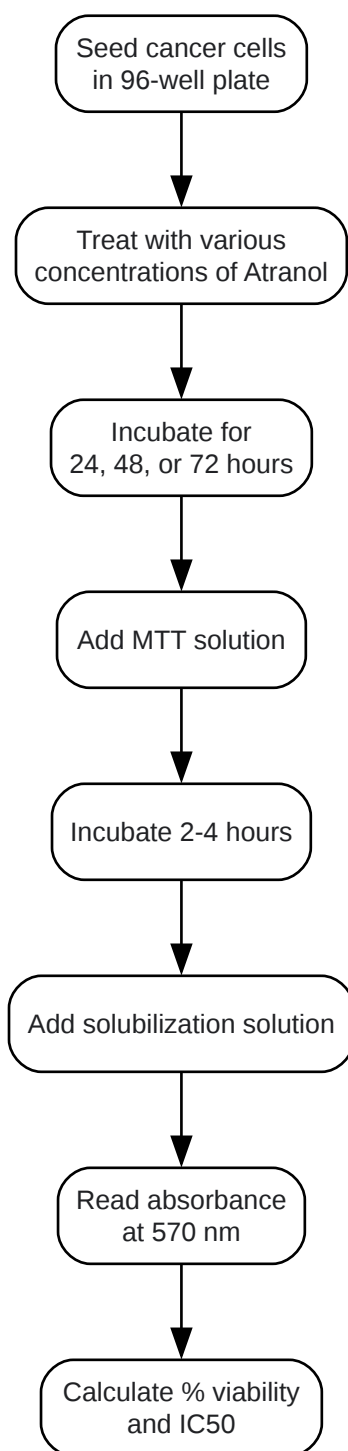 Seed cancer cells
in 96-well plate
Treat with various
concentrations of Atranol
Incubate for
24, 48, or 72 hours
Add MTT solution
Incubate 2-4 hours
Add solubilization solution
Read absorbance
at 570 nm
Calculate % viability
and IC50